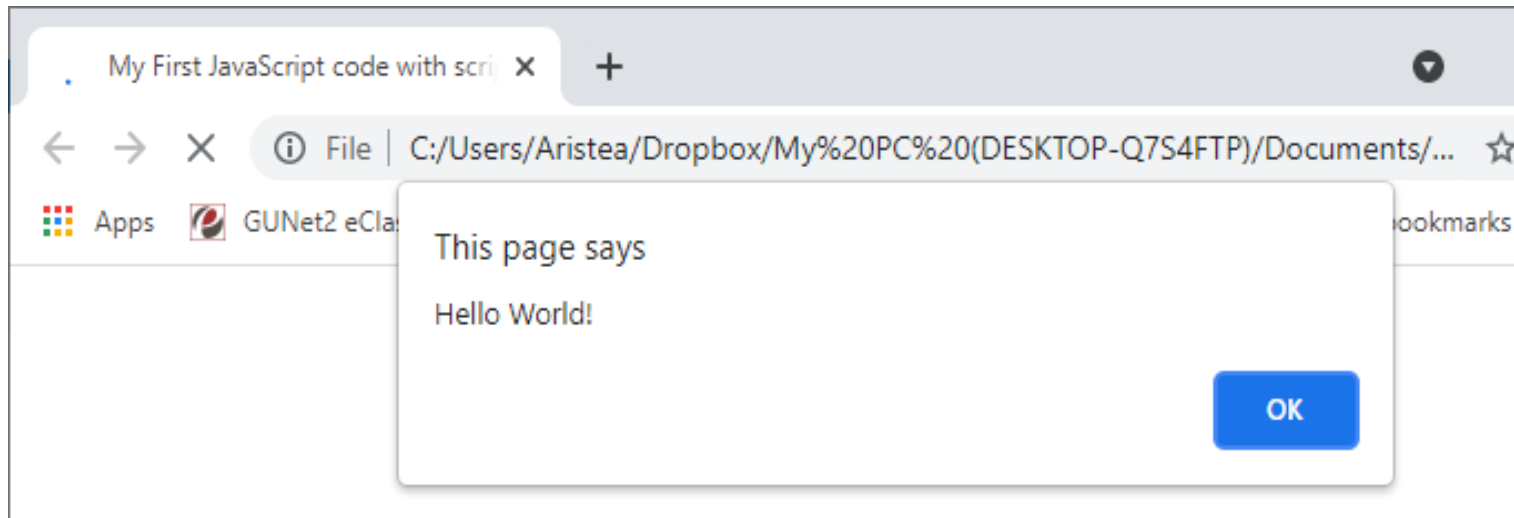 My First JavaScript code with scri
File C:/Users/Aristea/Dropbox/My%20PC%20(DESKTOP-Q7S4FTP)/Documents/...
Apps GUNet2 eClas ookmarks
This page says
Hello World!
OK